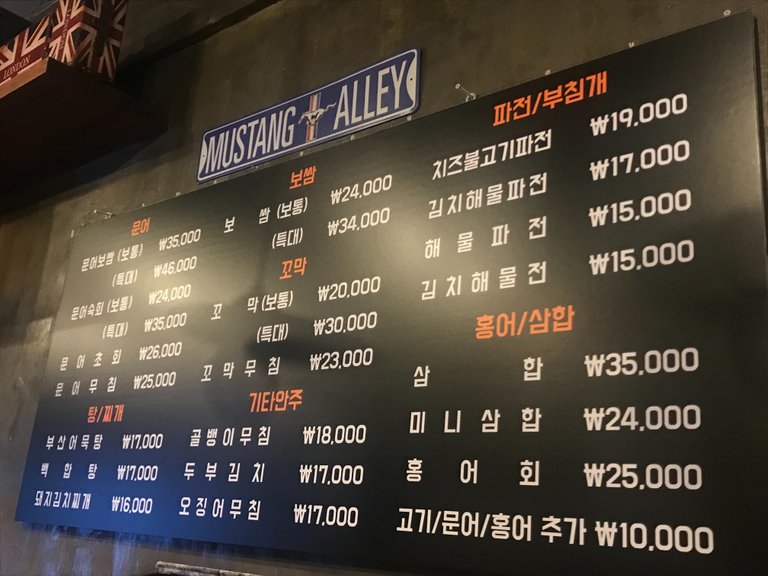 LONDON
MUSTANG ALLEY
문어
문어보쌈 (보통) ₩35,000
(특대) ₩46,000
문어숙회 (보통) ₩24,000
(특대) ₩35,000
문어초회 ₩26,000
문어무침 ₩25,000
탕/찌개
부산어묵탕 ₩17,000
백합탕 ₩17,000
돼지김치찌개 ₩16,000
보쌈
보쌈 (보통) ₩24,000
(특대) ₩34,000
꼬막
꼬막 (보통) ₩20,000
(특대) ₩30,000
꼬막무침 ₩23,000
기타안주
골뱅이무침 ₩18,000
두부김치 ₩17,000
오징어무침 ₩17,000
파전/부침개
치즈불고기파전 ₩19,000
김치해물파전 ₩17,000
해물파전 ₩15,000
김치해물전 ₩15,000
홍어/삼합
삼합 ₩35,000
미니삼합 ₩24,000
홍어회 ₩25,000
고기/문어/홍어 추가 ₩10,000